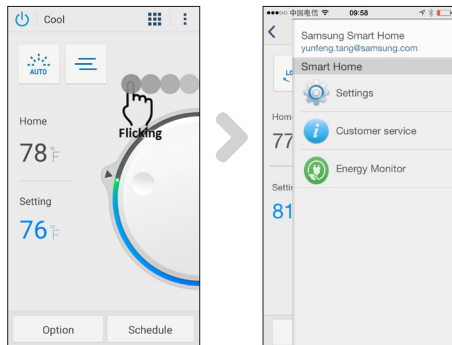 Cool
AUTO
Flicking
Home
78°F
Setting
76°F
Option
Schedule
中国电信
09:58
Samsung Smart Home
yunfeng.tang@samsung.com
Smart Home
Settings
Customer service
Energy Monitor
Home
77
Settin
81